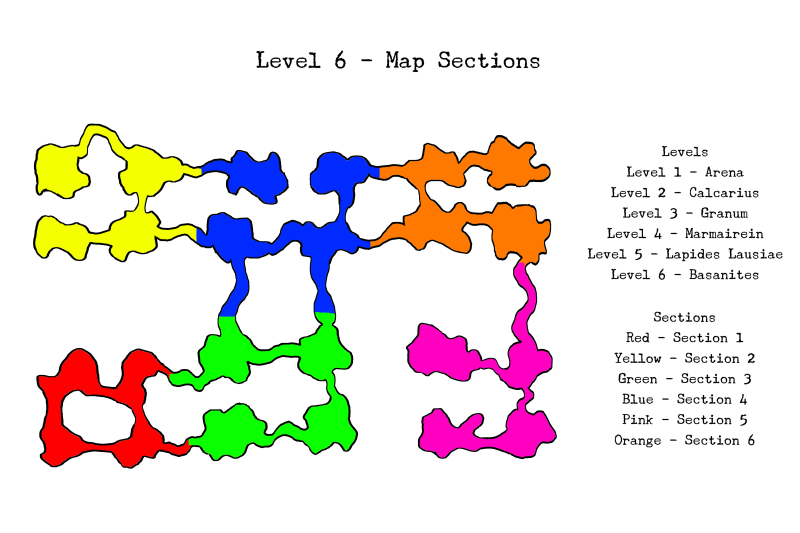 Level 6 - Map Sections
Levels
Level 1 - Arena
Level 2 - Calcarius
Level 3 - Granum
Level 4 - Marmairein
Level 5 - Lapides Lausiae
Level 6 - Basanites
Sections
Red - Section 1
Yellow - Section 2
Green - Section 3
Blue - Section 4
Pink - Section 5
Orange - Section 6